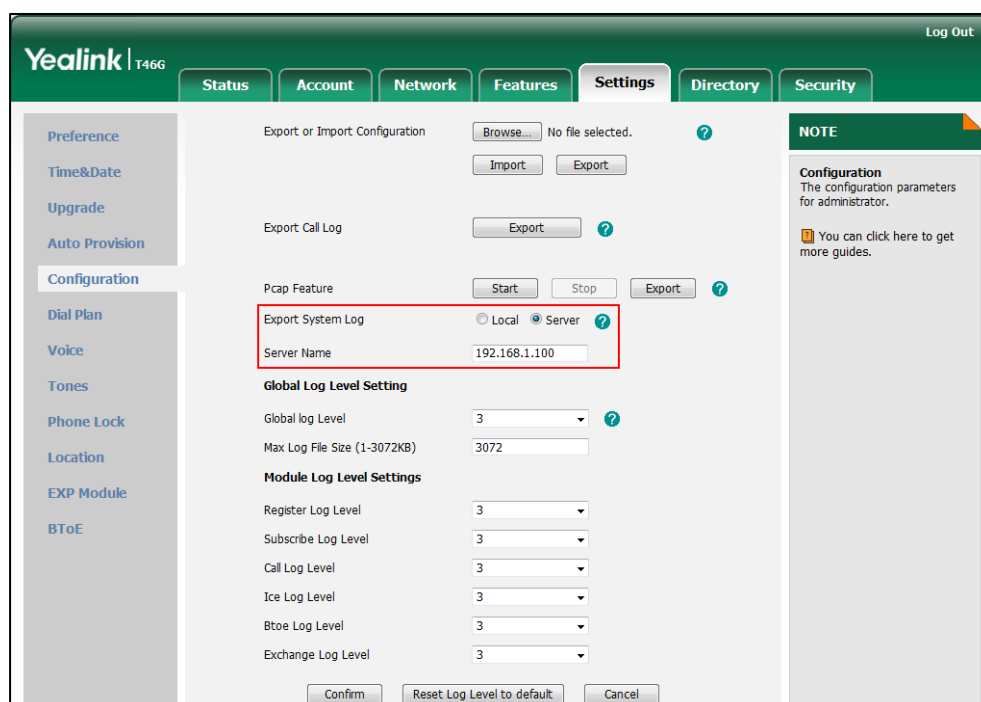 Log Out
Yealink | T46G
Status Account Network Features Settings Directory Security
Preference
Time&Date
Upgrade
Auto Provision
Configuration
Dial Plan
Voice
Tones
Phone Lock
Location
EXP Module
BToE
Export or Import Configuration Browse... No file selected. ?
Import Export
Export Call Log Export ?
Pcap Feature Start Stop Export ?
Export System Log Local Server ?
Server Name 192.168.1.100
Global Log Level Setting
Global log Level 3 ?
Max Log File Size (1-3072KB) 3072
Module Log Level Settings
Register Log Level 3
Subscribe Log Level 3
Call Log Level 3
Ice Log Level 3
Btoe Log Level 3
Exchange Log Level 3
Confirm Reset Log Level to default Cancel
NOTE
Configuration
The configuration parameters
for administrator.
? You can click here to get
more guides.